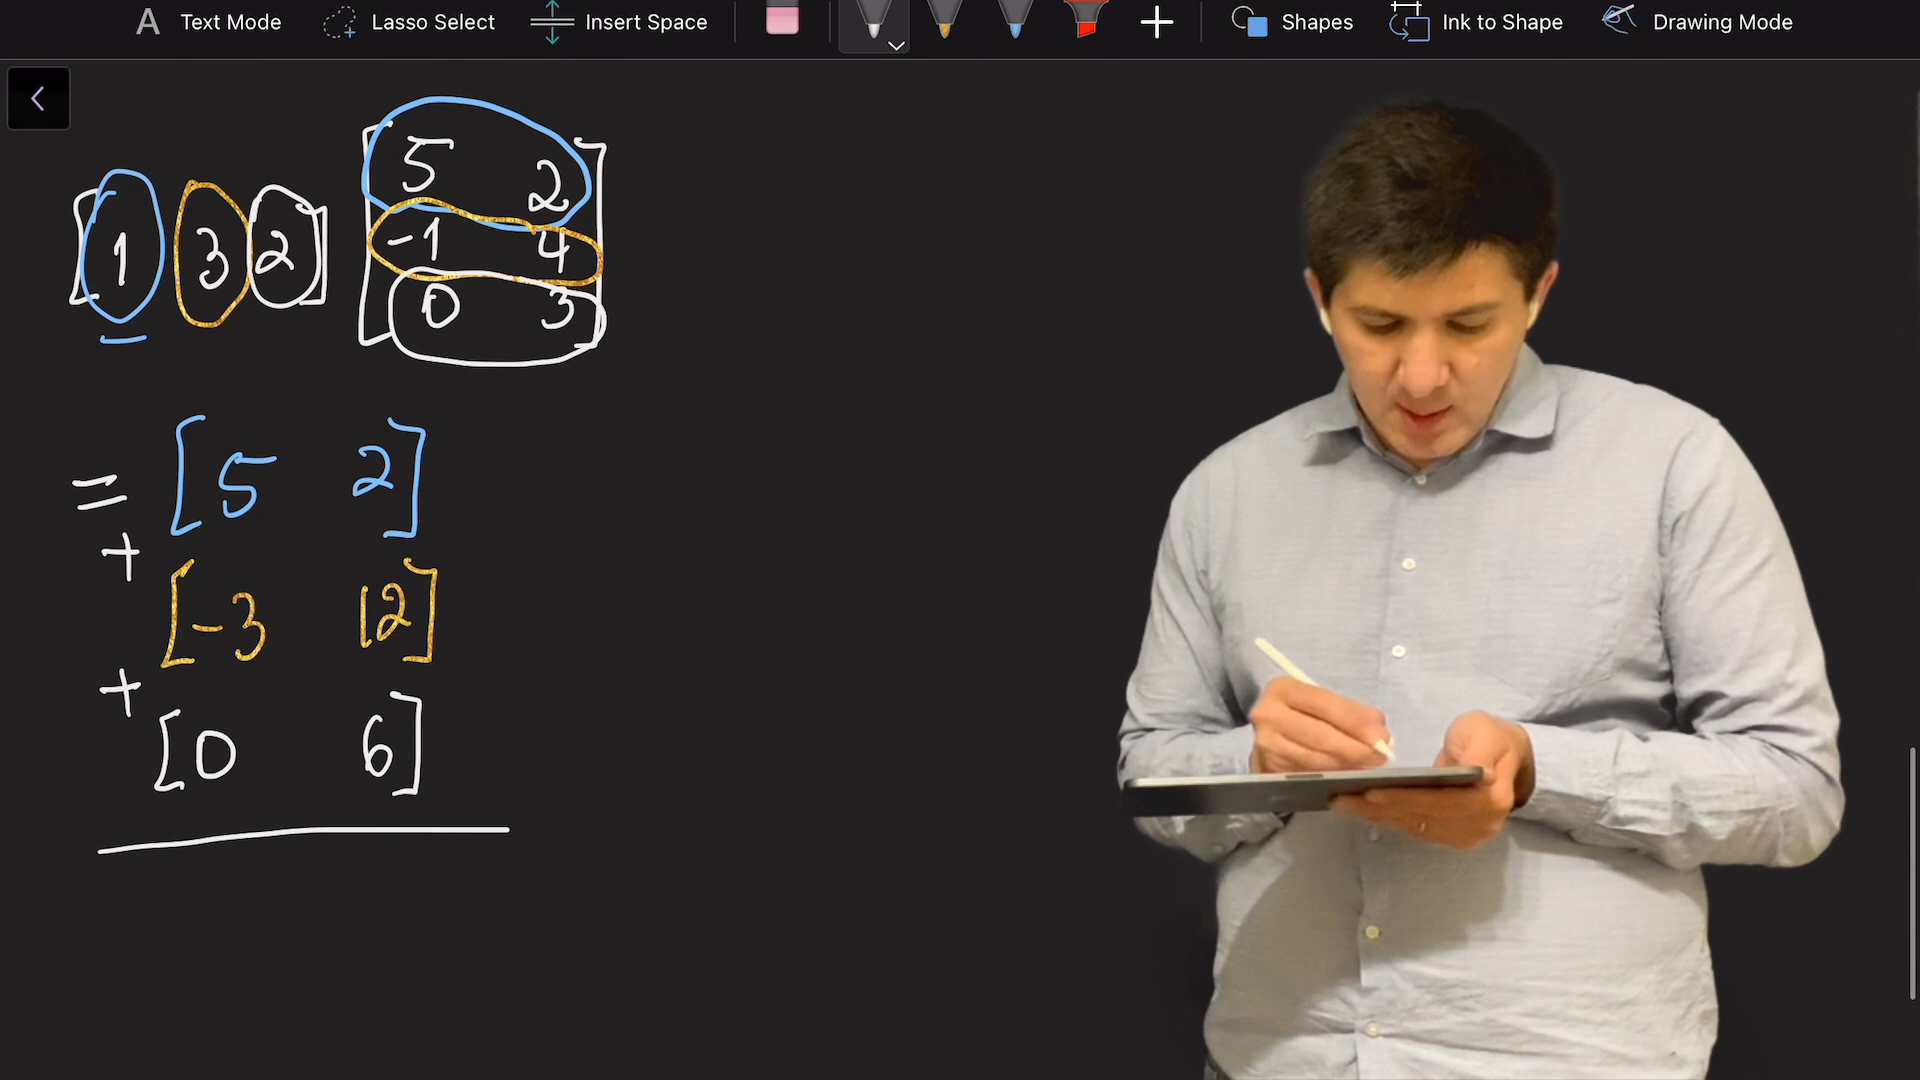 Text Mode Lasso Select Insert Space Shapes Ink to Shape Drawing Mode
[1 3 2] [5 2
-1 4
0 3]
= [5 2]
+
[-3 12]
+
[0 6]